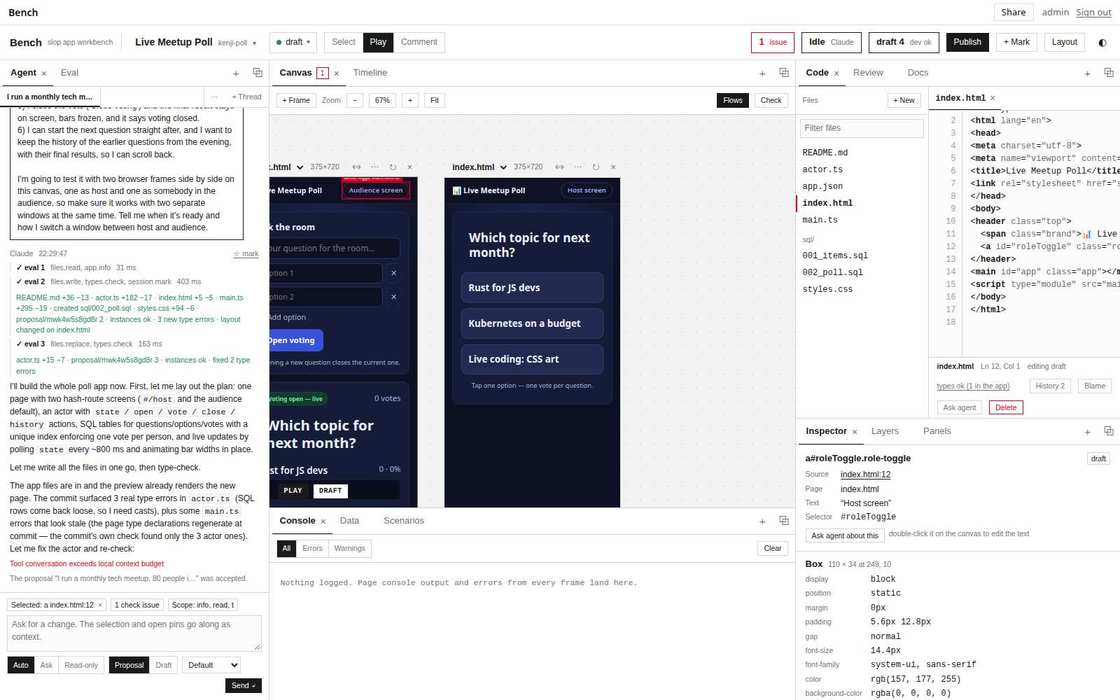 Bench
Share
admin
Sign out
Bench slop app workbench
Live Meetup Poll kenji-poll
draft
Select
Play
Comment
1 issue
Idle Claude
draft 4 dev ok
Publish
+ Mark
Layout
Agent ×
Eval
I run a monthly tech m…
···
+ Thread
on screen, bars frozen, and it says voting closed.
6) I can start the next question straight after, and I want to
keep the history of the earlier questions from the evening,
with their final results, so I can scroll back.
I'm going to test it with two browser frames side by side on
this canvas, one as host and one as somebody in the
audience, so make sure it works with two separate
windows at the same time. Tell me when it's ready and
how I switch a window between host and audience.
Claude 22:29:47
☆ mark
✓ eval 1 files.read, app.info 31 ms
✓ eval 2 files.write, types.check, session.mark 403 ms
README.md +36 −13 · actor.ts +182 −17 · index.html +5 −5 · main.ts
+295 −19 · created sql/002_poll.sql · styles.css +94 −6 ·
proposal/mwk4w5s8gd8r 2 · instances ok · 3 new type errors · layout
changed on index.html
✓ eval 3 files.replace, types.check 163 ms
actor.ts +15 −7 · proposal/mwk4w5s8gd8r 3 · instances ok · fixed 2 type
errors
I'll build the whole poll app now. First, let me lay out the plan: one
page with two hash-route screens ( #/host and the audience
default), an actor with state / open / vote / close /
history actions, SQL tables for questions/options/votes with a
unique index enforcing one vote per person, and live updates by
polling state every ~800 ms and animating bar widths in place.
Let me write all the files in one go, then type-check.
The app files are in and the preview already renders the new
page. The commit surfaced 3 real type errors in actor.ts (SQL
rows come back loose, so I need casts), plus some main.ts
errors that look stale (the page type declarations regenerate at
commit — the commit's own check found only the 3 actor ones).
Let me fix the actor and re-check:
Tool conversation exceeds local context budget
The proposal "I run a monthly tech meetup, 80 people i…" was accepted.
Selected: a index.html:12 ×
1 check issue
Scope: info, read, t
Ask for a change. The selection and open pins go along as
context.
Auto
Ask
Read-only
Proposal
Draft
Default
Send
Canvas 1 ×
Timeline
+ Frame
Zoom
−
67%
+
Fit
Flows
Check
.html
375×720
ve Meetup Poll
Audience screen
k the room
our question for the room...
ption 1
×
ption 2
×
Add option
Open voting
ening a new question closes the current one.
Voting open — live
0 votes
Which topic for
next month?
st for JS devs
0 · 0%
PLAY
DRAFT
index.html
375×720
📊 Live Meetup Poll
Host screen
Which topic for next
month?
Rust for JS devs
Kubernetes on a budget
Live coding: CSS art
Tap one option — one vote per question.
Console ×
Data
Scenarios
All
Errors
Warnings
Clear
Nothing logged. Page console output and errors from every frame land here.
Code ×
Review
Docs
Files
+ New
Filter files
README.md
actor.ts
app.json
index.html
main.ts
sql/
001_items.sql
002_poll.sql
styles.css
index.html ×
2 <html lang="en">
3 <head>
4 <meta charset="utf-8">
5 <meta name="viewport" content=
6 <title>Live Meetup Poll</title
7 <link rel="stylesheet" href="s
8 </head>
9 <body>
10 <header class="top">
11 <span class="brand">📊 Live
12 <a id="roleToggle" class="ro
13 </header>
14 <main id="app" class="app"></m
15 <script type="module" src="mai
16 </body>
17 </html>
18
index.html Ln 12, Col 1 editing draft
types ok (1 in the app)
History 2
Blame
Ask agent
Delete
Inspector ×
Layers
Panels
a#roleToggle.role-toggle
draft
Source index.html:12
Page index.html
Text "Host screen"
Selector #roleToggle
Ask agent about this
double-click it on the canvas to edit the text
Box 110 × 34 at 249, 10
display block
position static
margin 0px
padding 5.6px 12.8px
gap normal
font-size 14.4px
font-family system-ui, sans-serif
color rgb(157, 177, 255)
background-color rgba(0, 0, 0, 0)